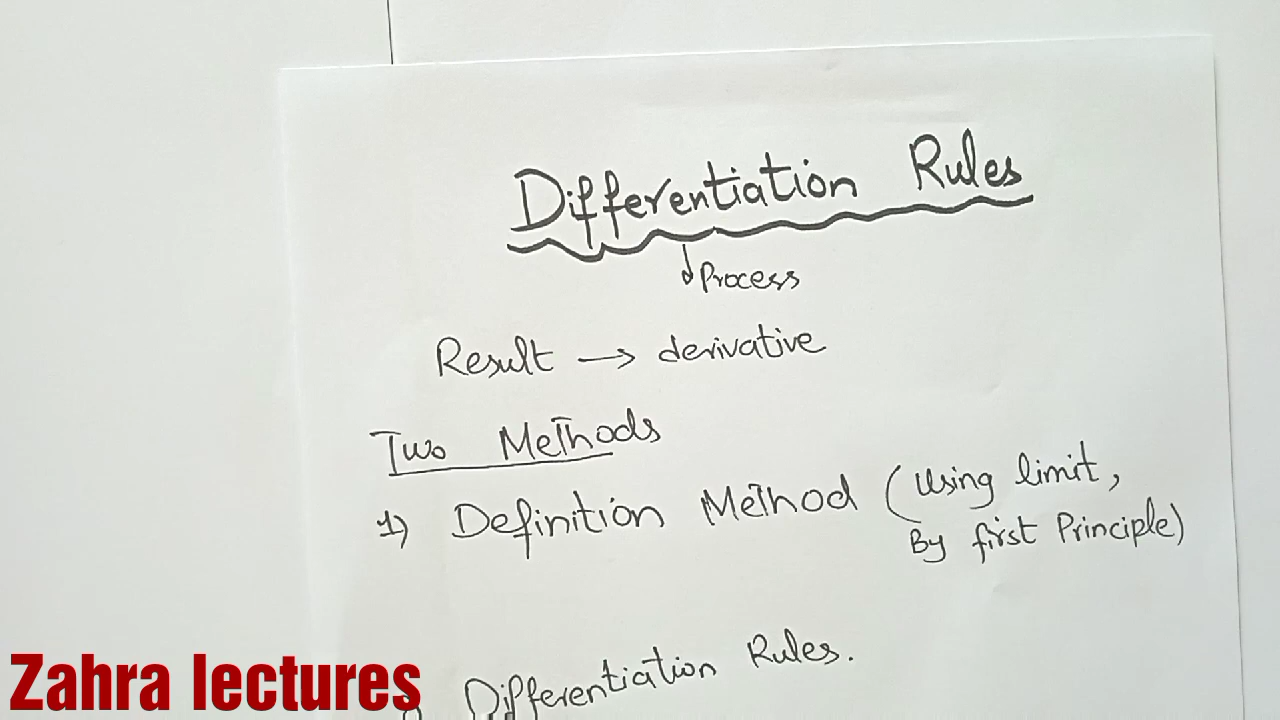 Differentiation Rules
Process
Result → derivative
Two Methods
1) Definition Method (using limit,
By first Principle)
Differentiation Rules.
Zahra lectures